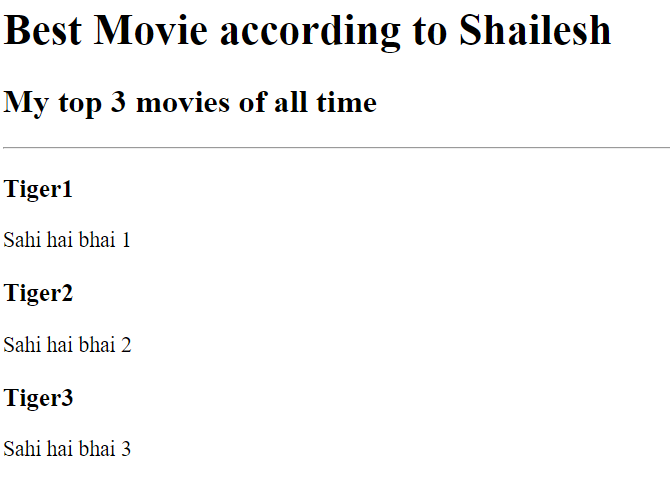 Best Movie according to Shailesh
My top 3 movies of all time
Tiger1
Sahi hai bhai 1
Tiger2
Sahi hai bhai 2
Tiger3
Sahi hai bhai 3